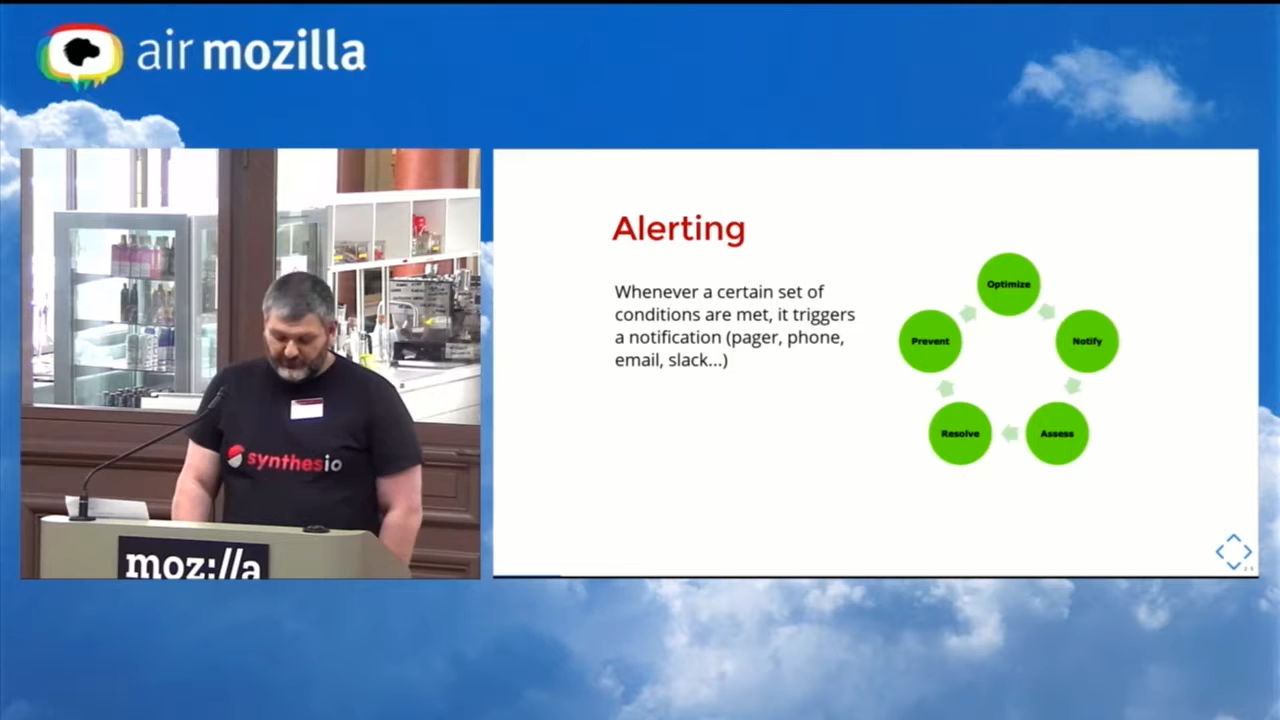 air mozilla
synthesio
moz://a
Alerting
Whenever a certain set of
conditions are met, it triggers
a notification (pager, phone,
email, slack...)
Optimize
Prevent
Notify
Resolve
Assess